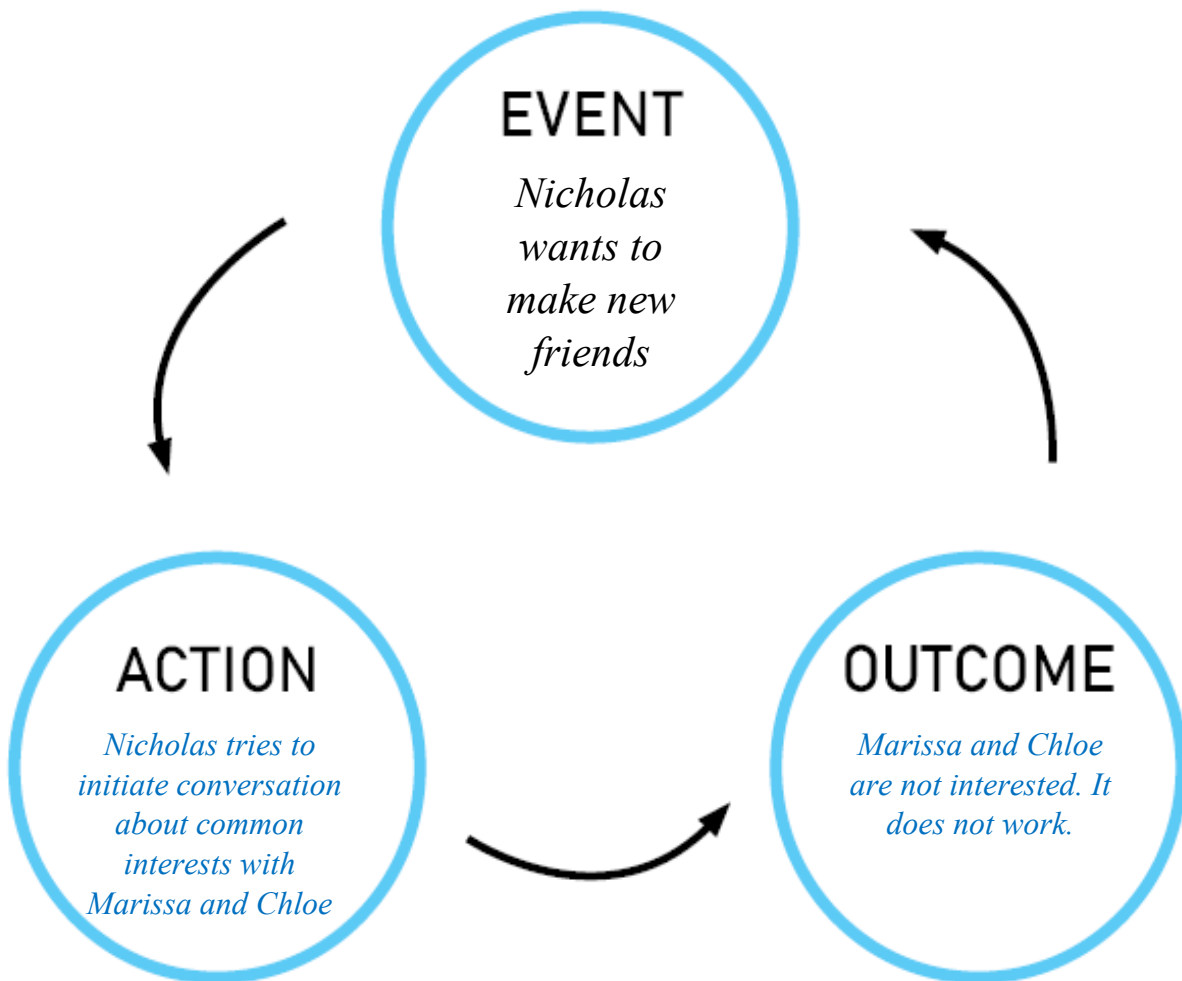 EVENT
Nicholas
wants to
make new
friends
ACTION
Nicholas tries to
initiate conversation
about common
interests with
Marissa and Chloe
OUTCOME
Marissa and Chloe
are not interested. It
does not work.